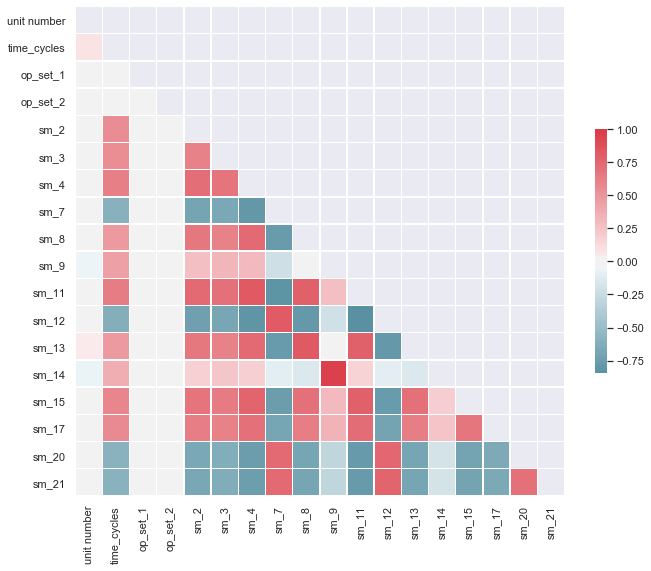 unit number
time_cycles
op_set_1
op_set_2
sm_2
sm_3
sm_4
sm_7
sm_8
sm_9
sm_11
sm_12
sm_13
sm_14
sm_15
sm_17
sm_20
sm_21
unit number
time_cycles
op_set_1
op_set_2
sm_2
sm_3
sm_4
sm_7
sm_8
sm_9
sm_11
sm_12
sm_13
sm_14
sm_15
sm_17
sm_20
sm_21
1.00
0.75
0.50
0.25
0.00
−0.25
−0.50
−0.75